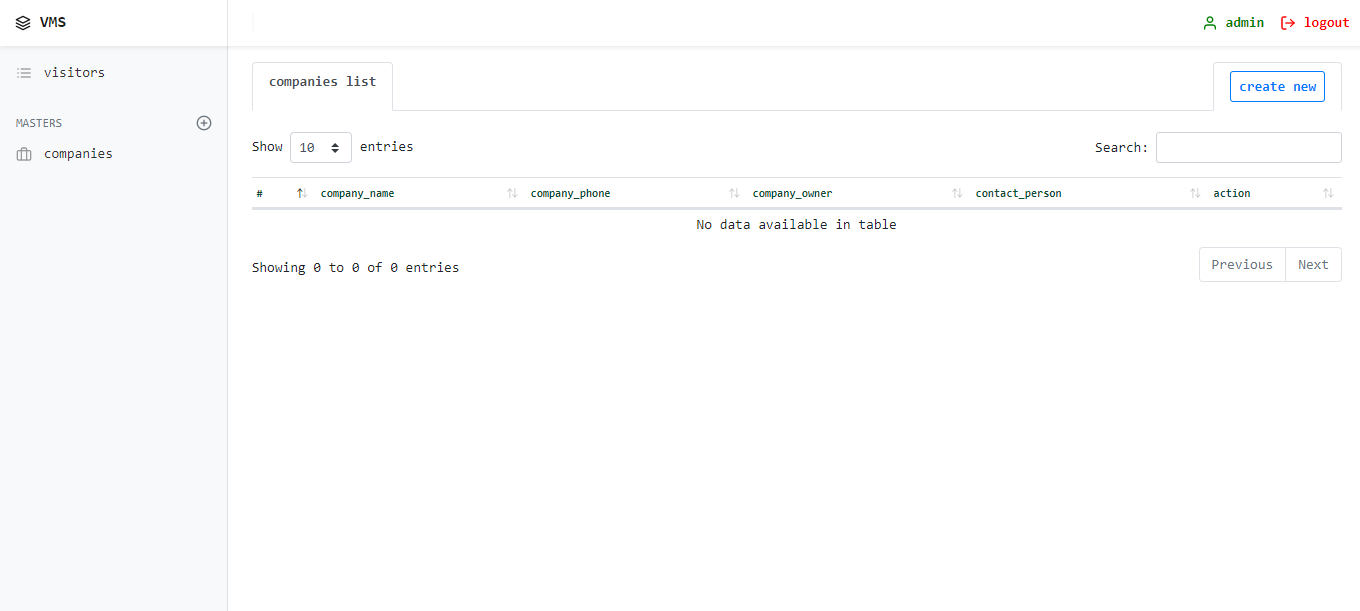 VMS
admin logout
visitors
MASTERS
companies
companies list
create new
Show 10 entries
Search:
# company_name company_phone company_owner contact_person action
No data available in table
Showing 0 to 0 of 0 entries
Previous Next